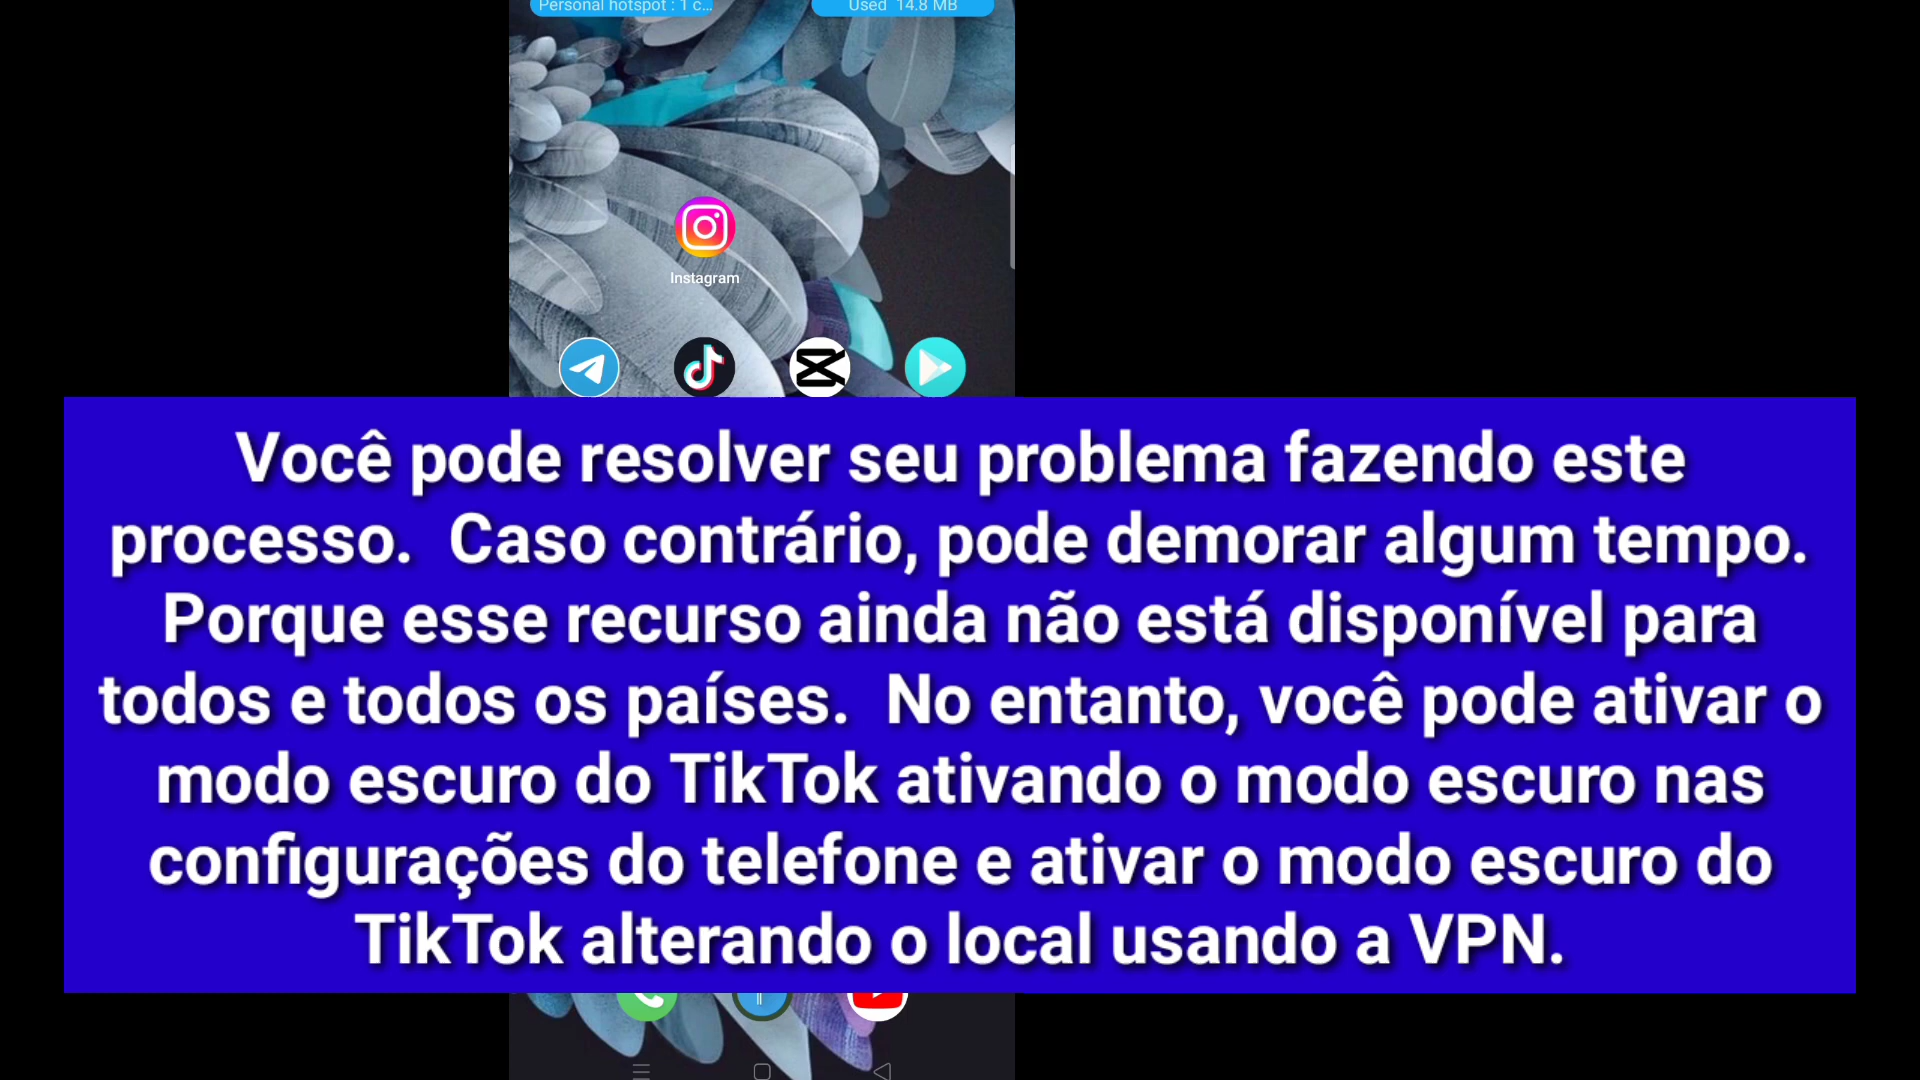 Personal hotspot : 1 c... Used 14.8 MB
Instagram
Você pode resolver seu problema fazendo este
processo. Caso contrário, pode demorar algum tempo.
Porque esse recurso ainda não está disponível para
todos e todos os países. No entanto, você pode ativar o
modo escuro do TikTok ativando o modo escuro nas
configurações do telefone e ativar o modo escuro do
TikTok alterando o local usando a VPN.